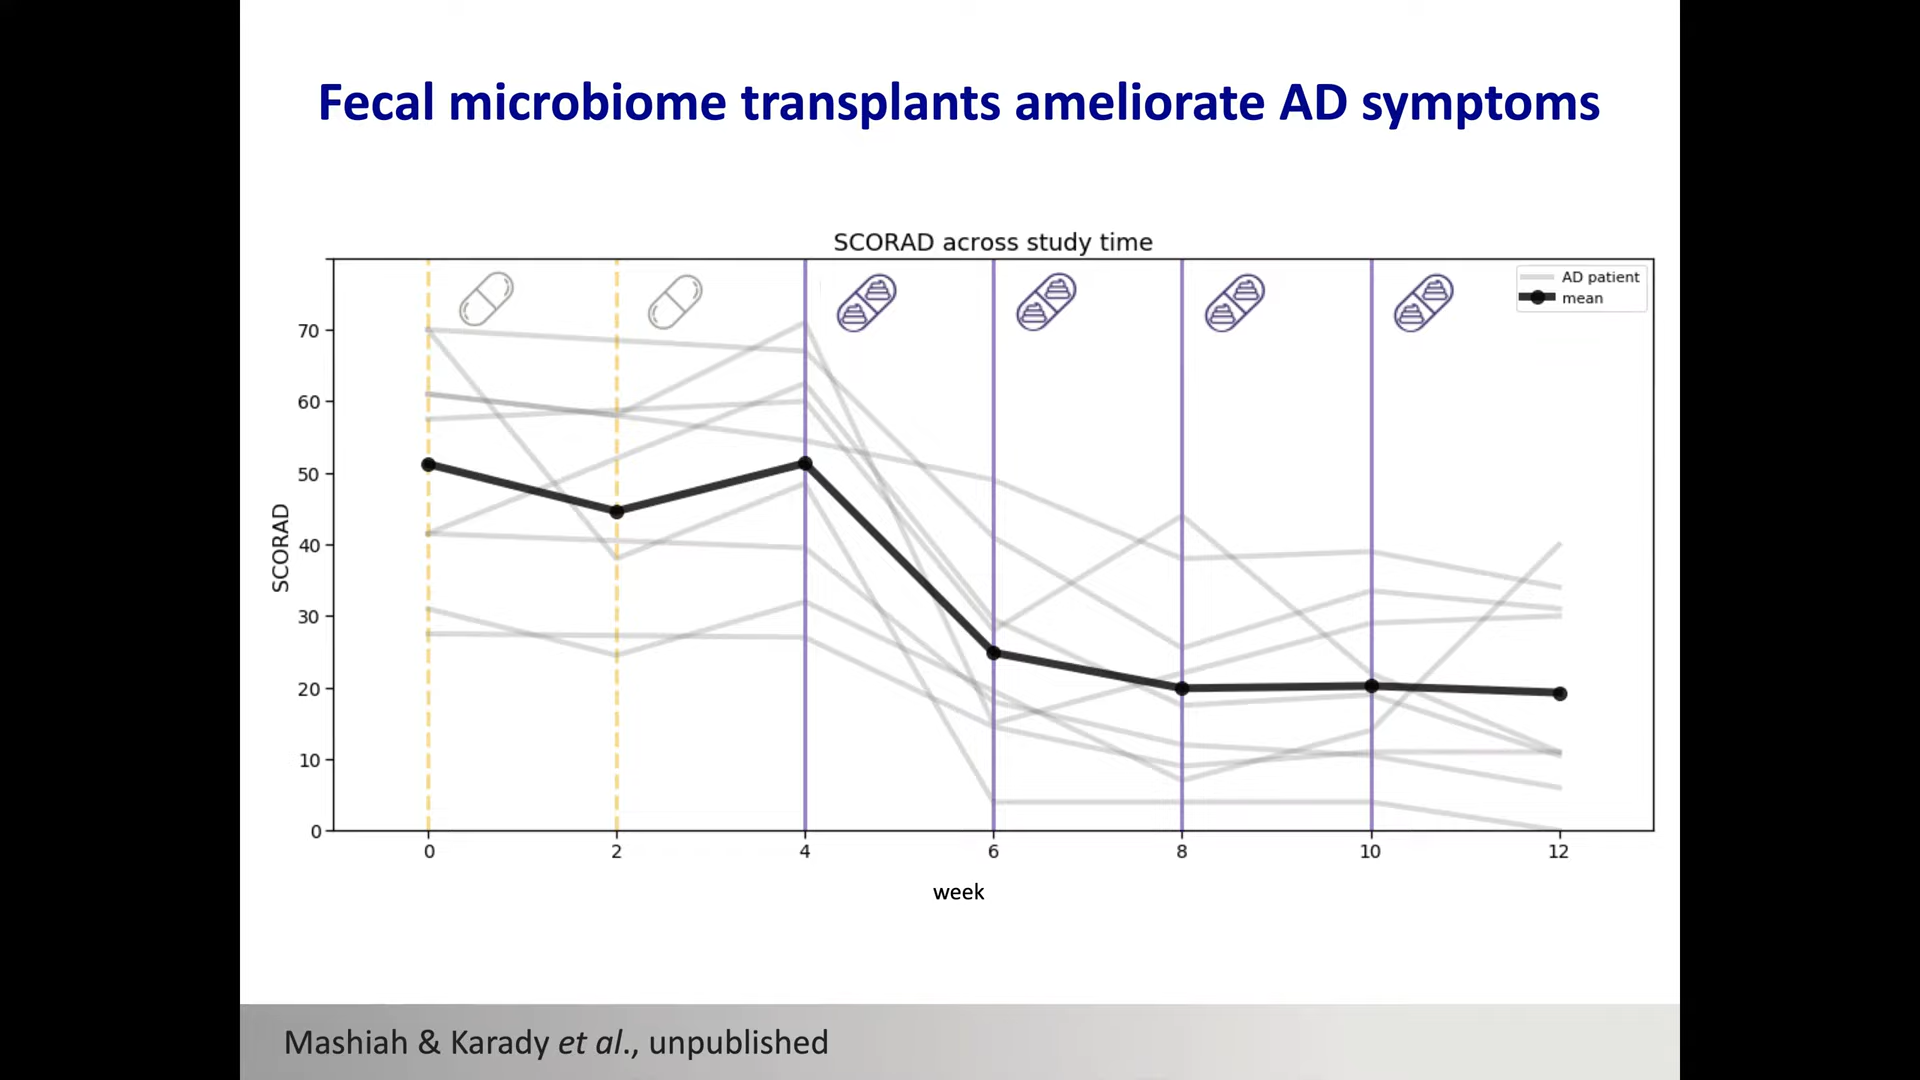 Fecal microbiome transplants ameliorate AD symptoms
SCORAD across study time
AD patient
mean
70
60
50
40
30
20
10
0
SCORAD
0 2 4 6 8 10 12
week
Mashiah & Karady et al., unpublished